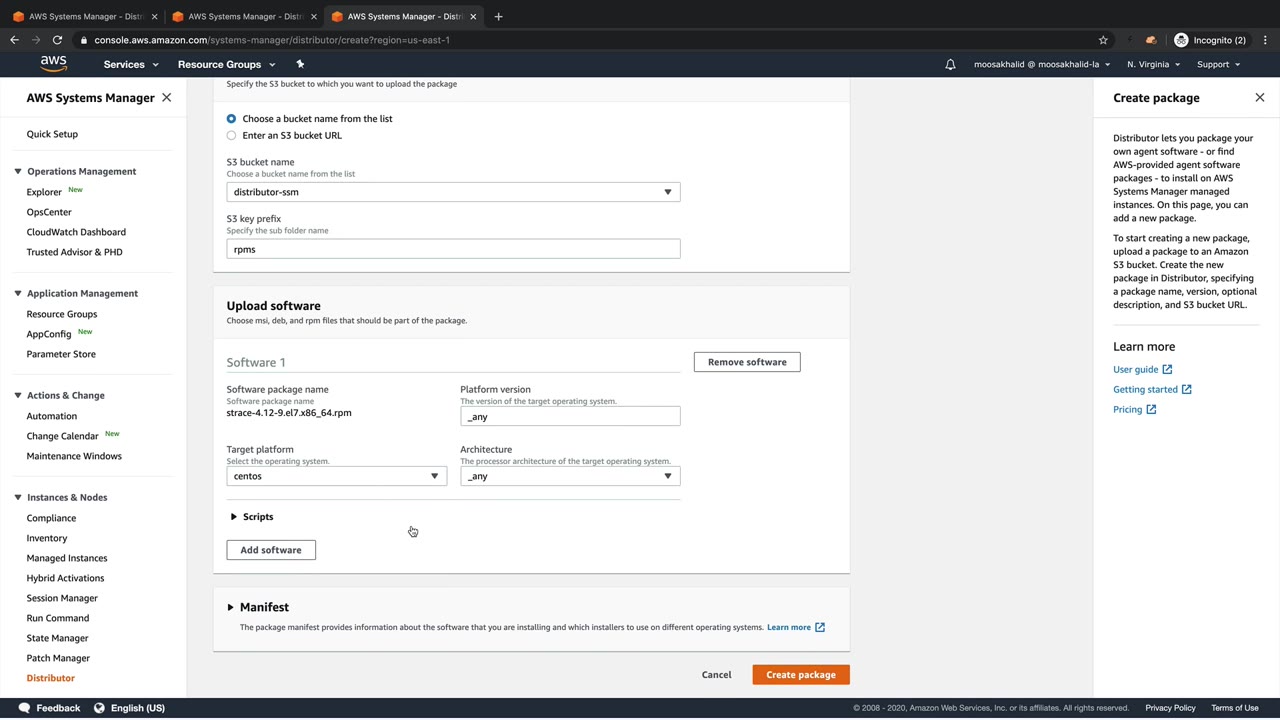 AWS Systems Manager - Distri
AWS Systems Manager - Distri
AWS Systems Manager - Distri
console.aws.amazon.com/systems-manager/distributor/create?region=us-east-1
Incognito (2)
aws
Services
Resource Groups
moosakhalid @ moosakhalid-la
N. Virginia
Support
AWS Systems Manager
Quick Setup
Operations Management
Explorer New
OpsCenter
CloudWatch Dashboard
Trusted Advisor & PHD
Application Management
Resource Groups
AppConfig New
Parameter Store
Actions & Change
Automation
Change Calendar New
Maintenance Windows
Instances & Nodes
Compliance
Inventory
Managed Instances
Hybrid Activations
Session Manager
Run Command
State Manager
Patch Manager
Distributor
Specify the S3 bucket to which you want to upload the package
Choose a bucket name from the list
Enter an S3 bucket URL
S3 bucket name
Choose a bucket name from the list
distributor-ssm
S3 key prefix
Specify the sub folder name
rpms
Upload software
Choose msi, deb, and rpm files that should be part of the package.
Software 1
Remove software
Software package name
Software package name
strace-4.12-9.el7.x86_64.rpm
Platform version
The version of the target operating system.
_any
Target platform
Select the operating system.
centos
Architecture
The processor architecture of the target operating system.
_any
Scripts
Add software
Manifest
The package manifest provides information about the software that you are installing and which installers to use on different operating systems. Learn more
Cancel
Create package
Create package
Distributor lets you package your
own agent software - or find
AWS-provided agent software
packages - to install on AWS
Systems Manager managed
instances. On this page, you can
add a new package.
To start creating a new package,
upload a package to an Amazon
S3 bucket. Create the new
package in Distributor, specifying
a package name, version, optional
description, and S3 bucket URL.
Learn more
User guide
Getting started
Pricing
Feedback
English (US)
© 2008 - 2020, Amazon Web Services, Inc. or its affiliates. All rights reserved.
Privacy Policy
Terms of Use